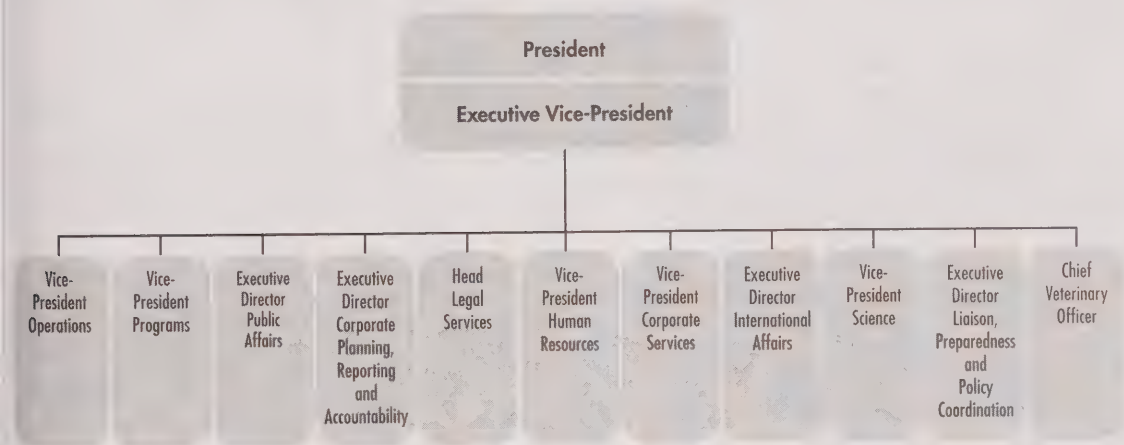 President
Executive Vice-President
Vice-
President
Operations
Vice-
President
Programs
Executive
Director
Public
Affairs
Executive
Director
Corporate
Planning,
Reporting
and
Accountability
Head
Legal
Services
Vice-
President
Human
Resources
Vice-
President
Corporate
Services
Executive
Director
International
Affairs
Vice-
President
Science
Executive
Director
Liaison,
Preparedness
and
Policy
Coordination
Chief
Veterinary
Officer